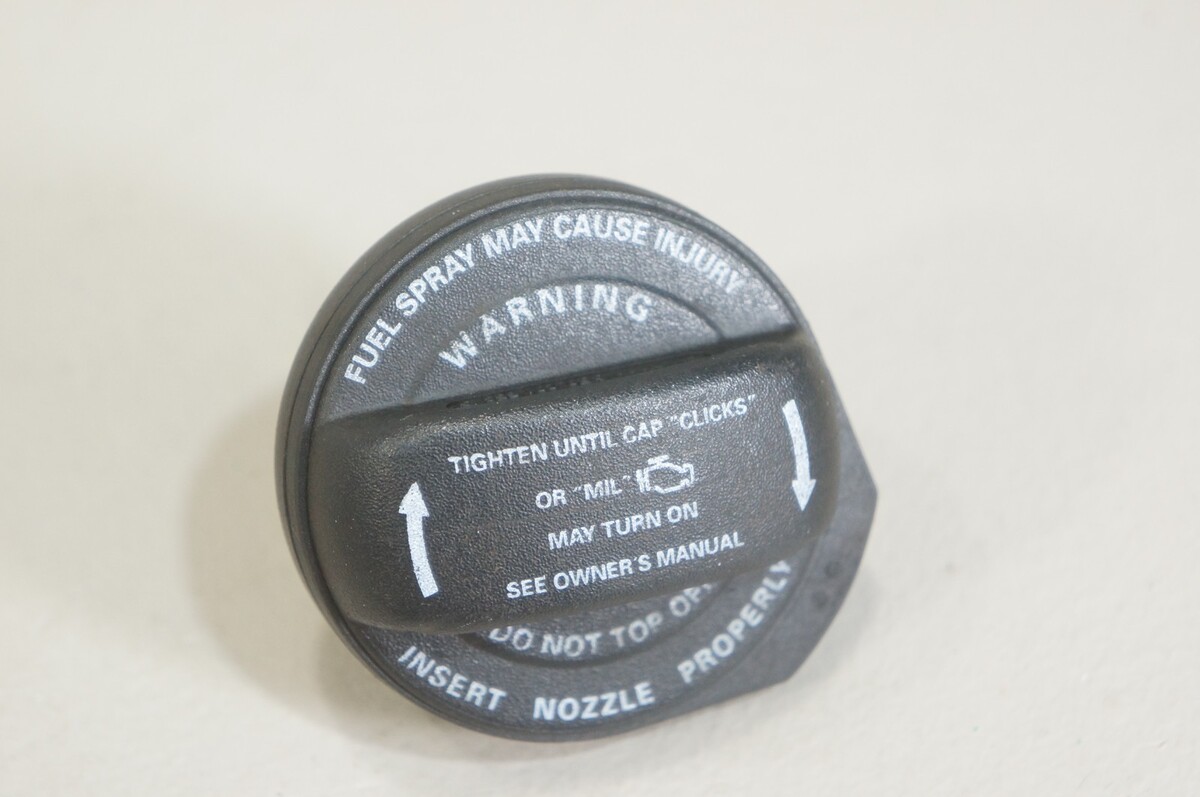 FUEL SPRAY MAY CAUSE INJURY
WARNING
TIGHTEN UNTIL CAP "CLICKS"
OR "MIL"
MAY TURN ON
SEE OWNER'S MANUAL
DO NOT TOP OFF
INSERT NOZZLE PROPERLY